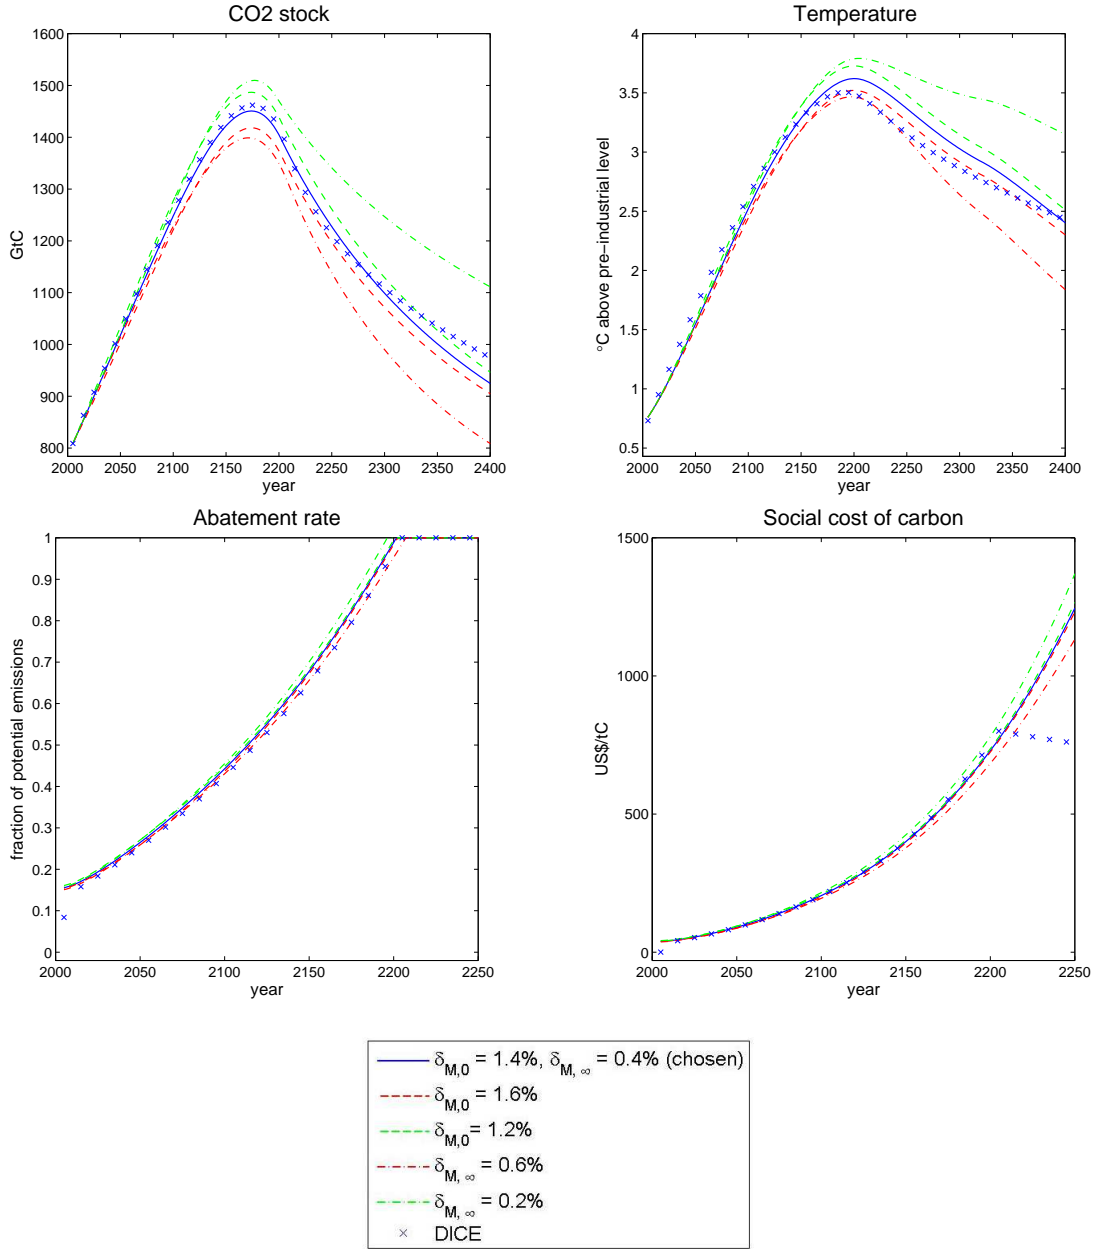 CO2 stock
1600
1500
1400
1300
1200
1100
1000
900
800
GtC
2000 2050 2100 2150 2200 2250 2300 2350 2400
year
Temperature
4
3.5
3
2.5
2
1.5
1
0.5
°C above pre−industrial level
2000 2050 2100 2150 2200 2250 2300 2350 2400
year
Abatement rate
1
0.9
0.8
0.7
0.6
0.5
0.4
0.3
0.2
0.1
0
fraction of potential emissions
2000 2050 2100 2150 2200 2250
year
Social cost of carbon
1500
1000
500
0
US$/tC
2000 2050 2100 2150 2200 2250
year
δM,0 = 1.4%, δM, ∞ = 0.4% (chosen)
δM,0 = 1.6%
δM,0 = 1.2%
δM, ∞ = 0.6%
δM, ∞ = 0.2%
DICE